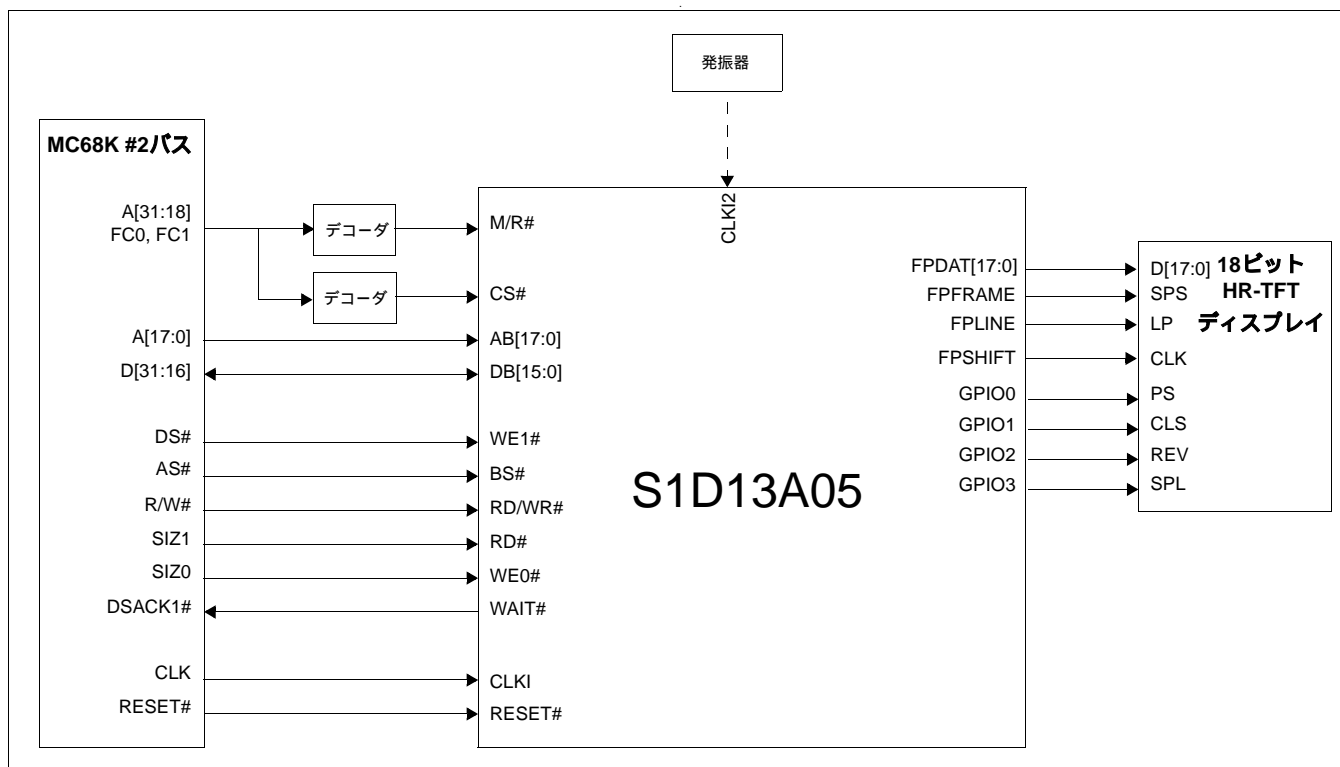 発振器
MC68K #2バス
A[31:18]
FC0, FC1
デコーダ
M/R#
CLKI2
デコーダ
CS#
A[17:0]
AB[17:0]
D[31:16]
DB[15:0]
DS#
WE1#
AS#
BS#
R/W#
RD/WR#
SIZ1
RD#
SIZ0
WE0#
DSACK1#
WAIT#
CLK
CLKI
RESET#
RESET#
S1D13A05
FPDAT[17:0]
FPFRAME
FPLINE
FPSHIFT
GPIO0
GPIO1
GPIO2
GPIO3
D[17:0] 18ビット
SPS HR-TFT
LP ディスプレイ
CLK
PS
CLS
REV
SPL